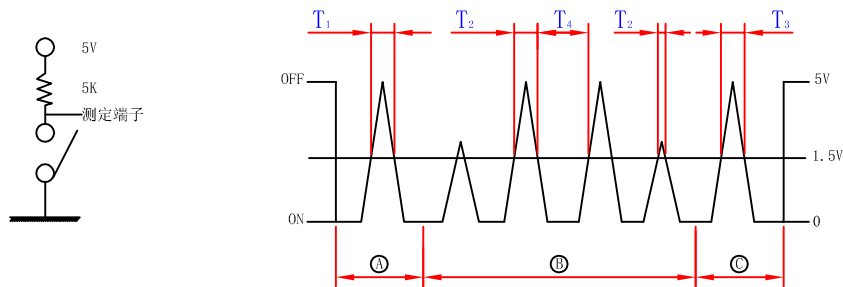 5V
5K
测定端子
T1 T2 T4 T2 T3
OFF 5V
1.5V
ON 0
A B C